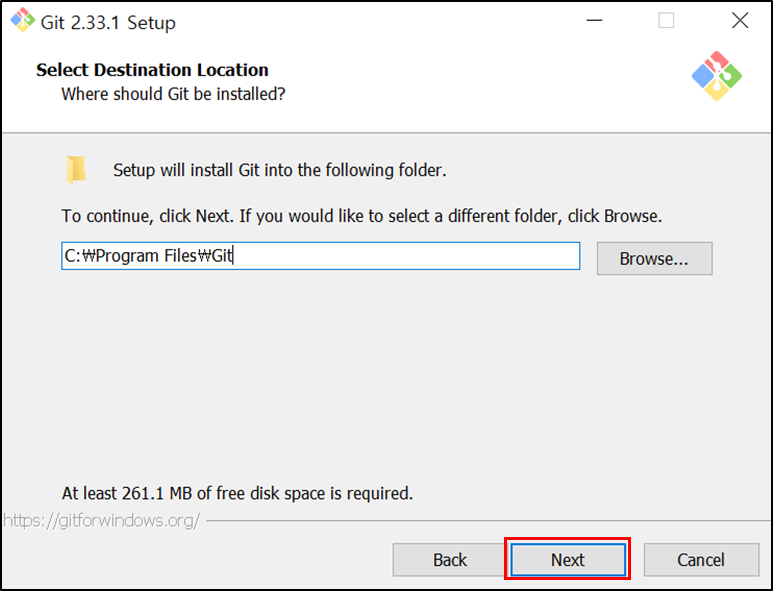 Git 2.33.1 Setup
Select Destination Location
Where should Git be installed?
Setup will install Git into the following folder.
To continue, click Next. If you would like to select a different folder, click Browse.
C:₩Program Files₩Git
Browse...
At least 261.1 MB of free disk space is required.
https://gitforwindows.org/
Back
Next
Cancel